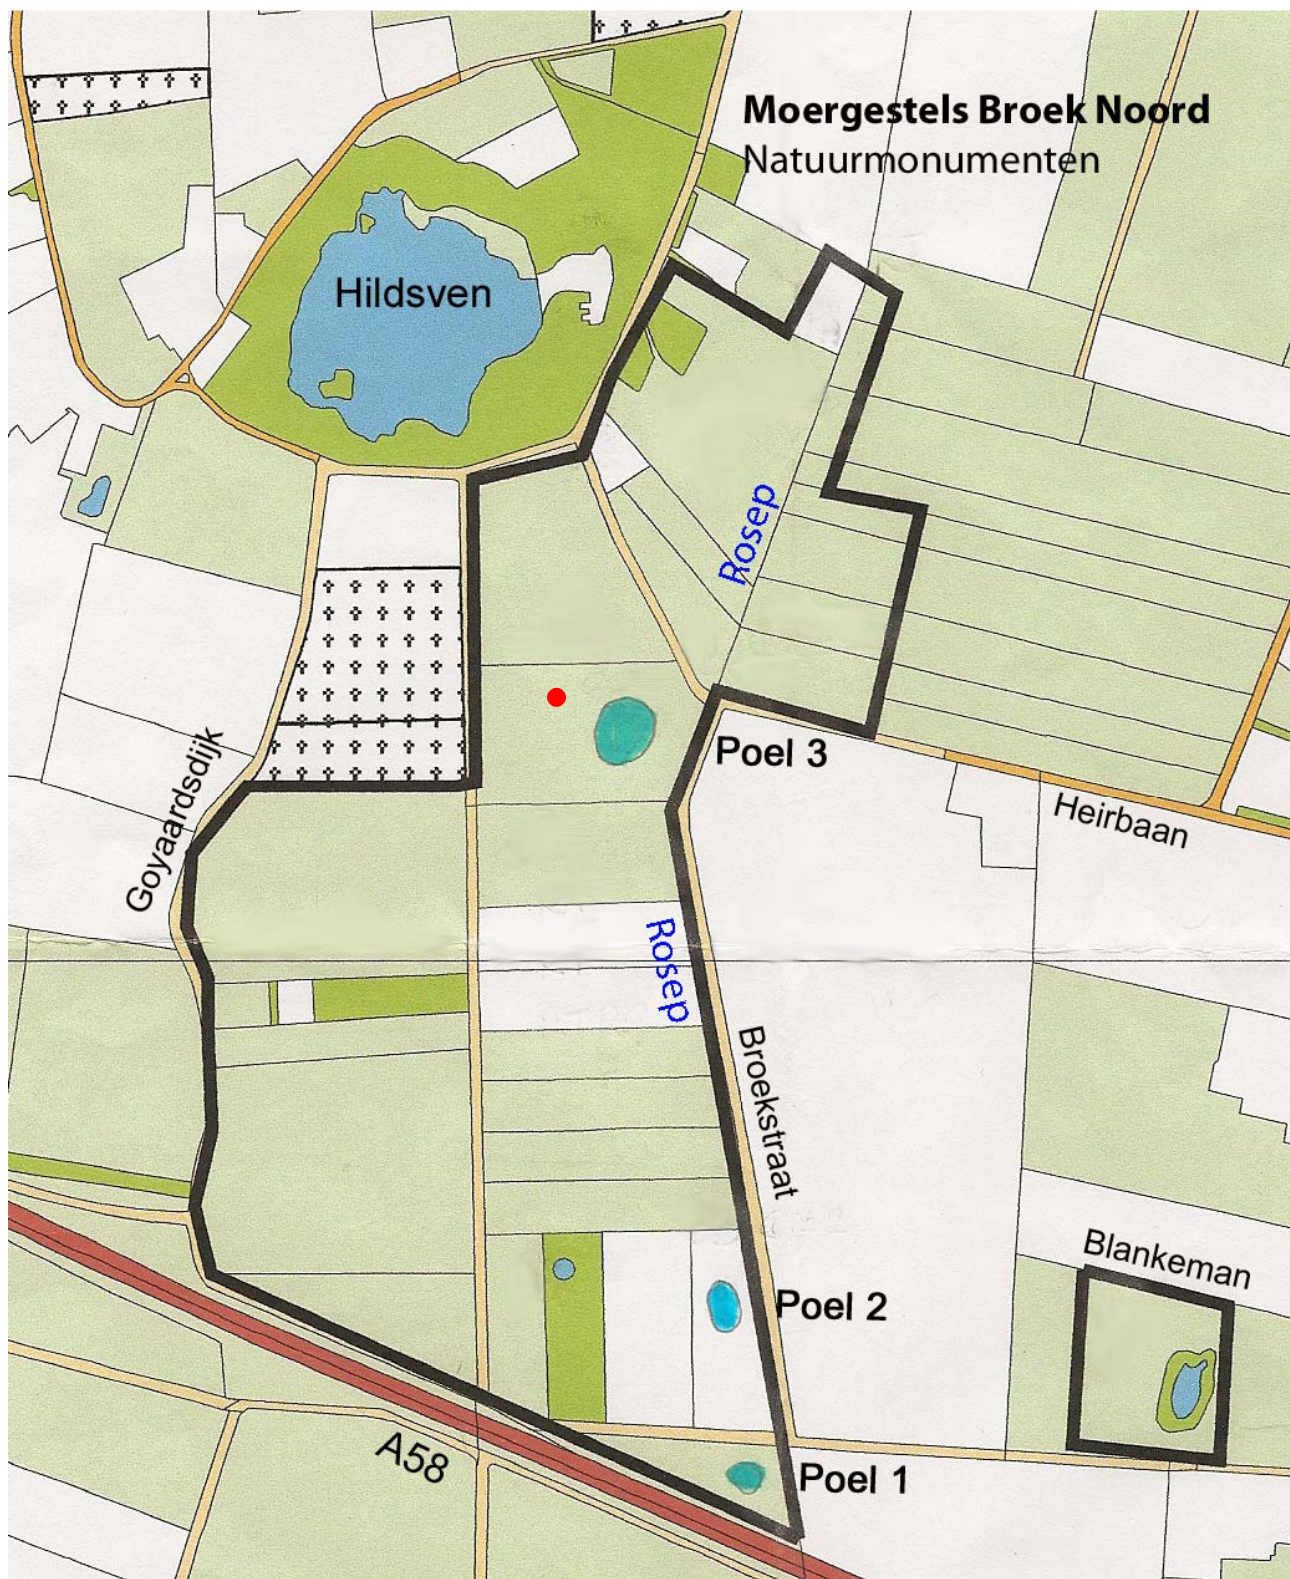 Moergestels Broek Noord
Natuurmonumenten
Hildsven
Rosep
Goyaardsdijk
Poel 3
Heirbaan
Rosep
Broekstraat
Blankeman
Poel 2
A58
Poel 1